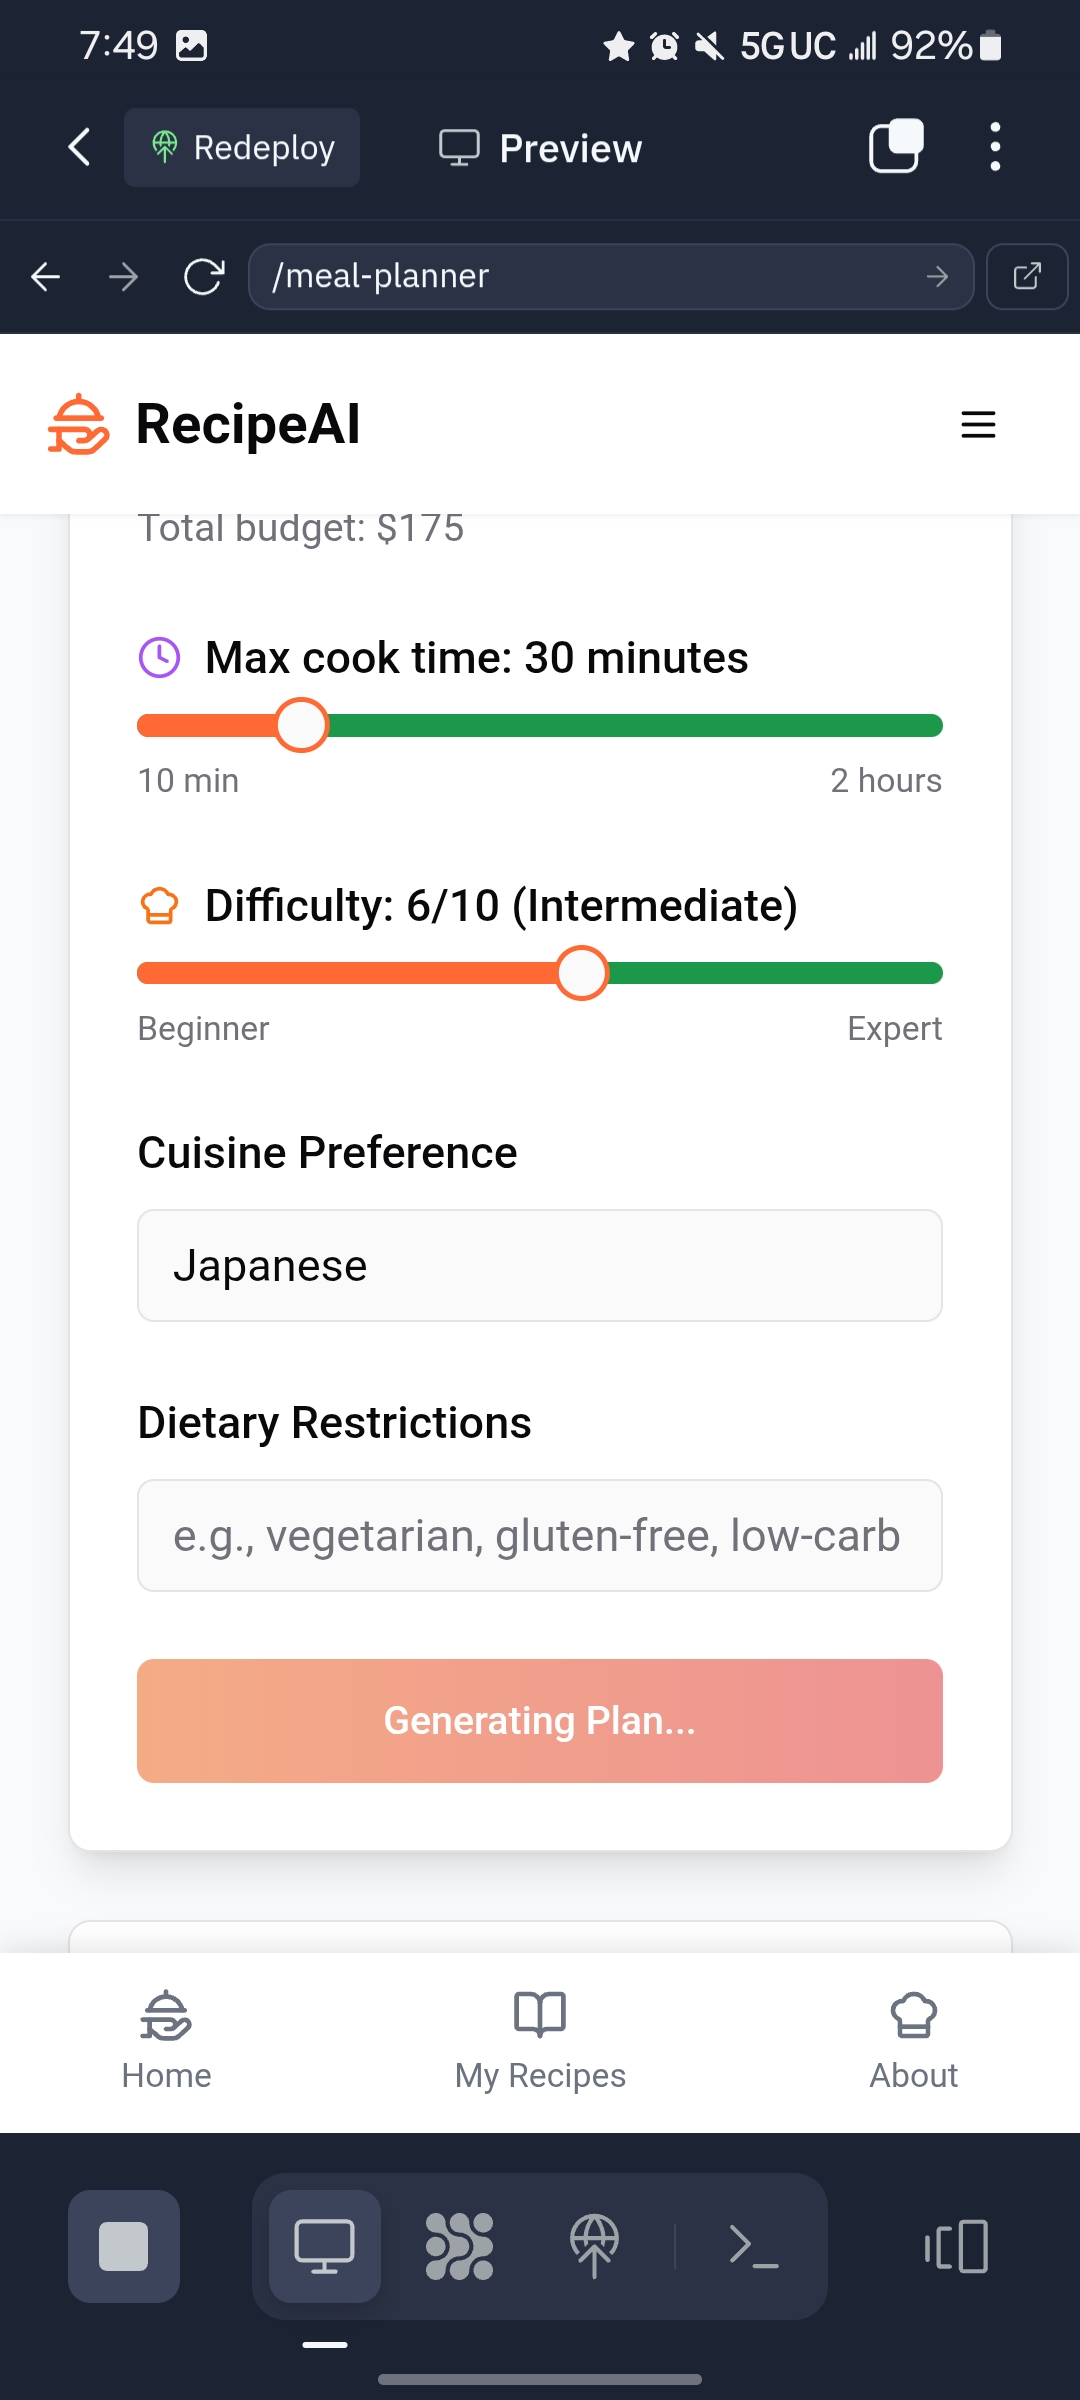 7:49
5G UC 92%
Redeploy
Preview
/meal-planner
RecipeAI
Total budget: $175
Max cook time: 30 minutes
10 min 2 hours
Difficulty: 6/10 (Intermediate)
Beginner Expert
Cuisine Preference
Japanese
Dietary Restrictions
e.g., vegetarian, gluten-free, low-carb
Generating Plan...
Home My Recipes About